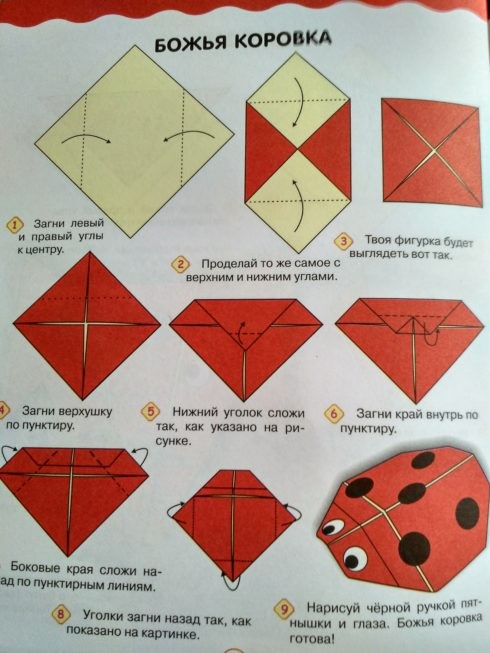 БОЖЬЯ КОРОВКА
1 Загни левый
и правый углы
к центру.
2 Проделай то же самое с
верхним и нижним углами.
3 Твоя фигурка будет
выглядеть вот так.
4 Загни верхушку
по пунктиру.
5 Нижний уголок сложи
так, как указано на ри-
сунке.
6 Загни край внутрь по
пунктиру.
Боковые края сложи на-
ад по пунктирным линиям.
8 Уголки загни назад так, как
показано на картинке.
9 Нарисуй чёрной ручкой пят-
нышки и глаза. Божья коровка
готова!